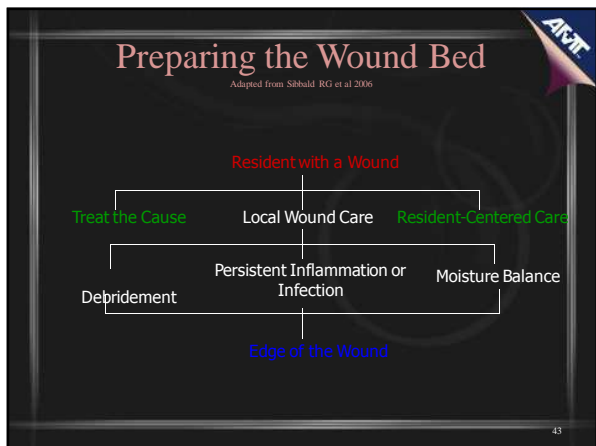 Preparing the Wound Bed
Adapted from Sibbald RG et al 2006
Resident with a Wound
Treat the Cause
Local Wound Care
Resident-Centered Care
Debridement
Persistent Inflammation or
Infection
Moisture Balance
Edge of the Wound
43